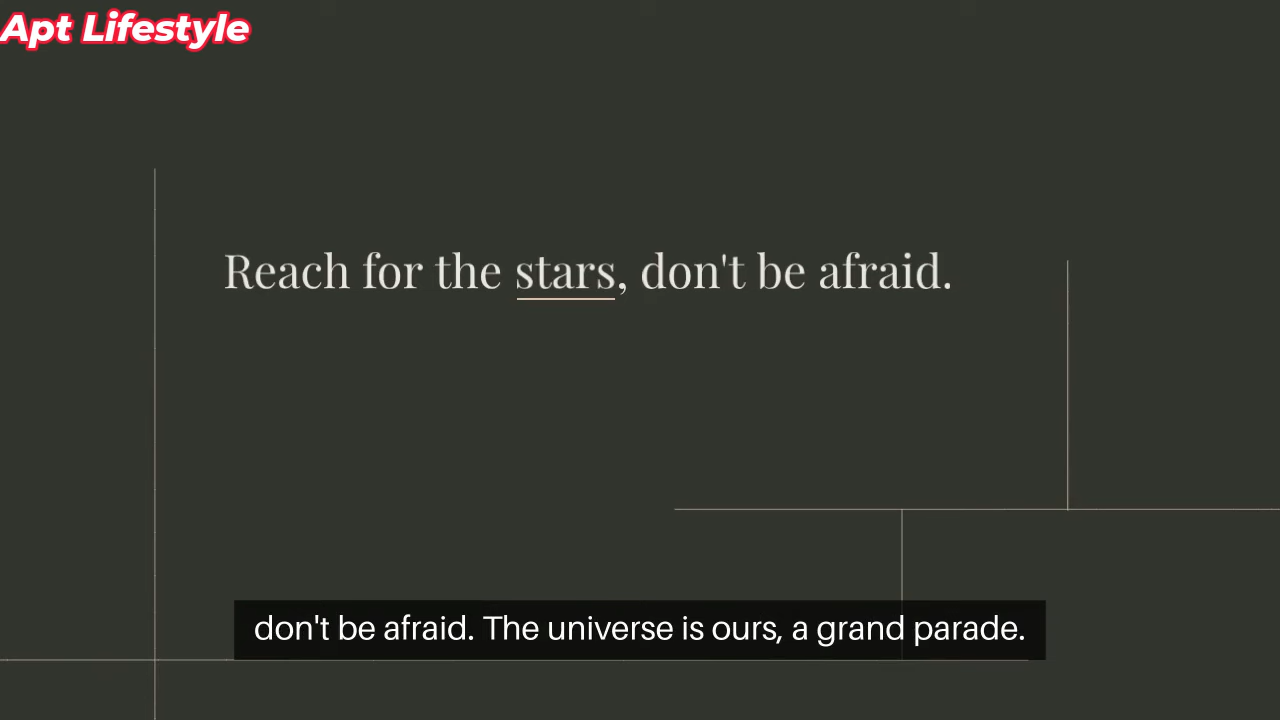 Apt Lifestyle
Reach for the stars, don't be afraid.
don't be afraid. The universe is ours, a grand parade.